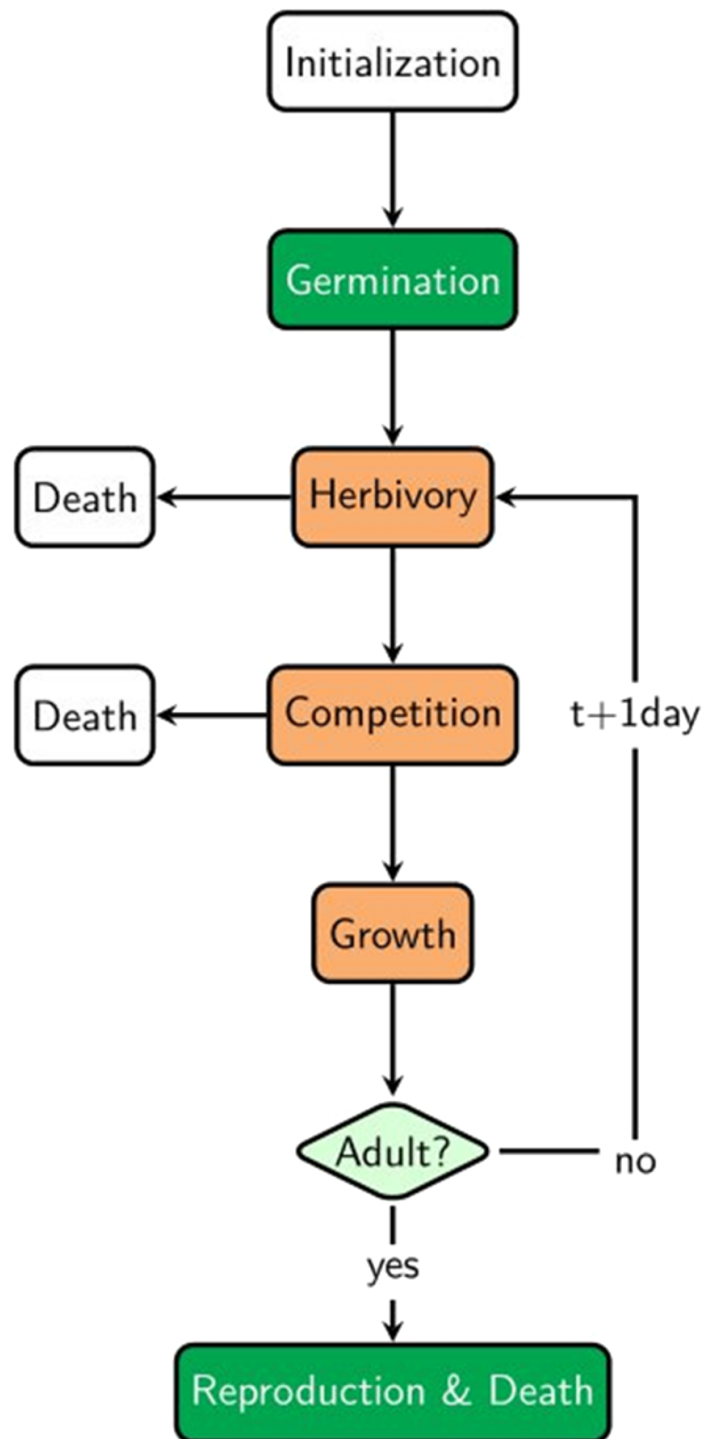 Initialization
Germination
Death
Herbivory
Death
Competition
t+1day
Growth
Adult?
no
yes
Reproduction & Death